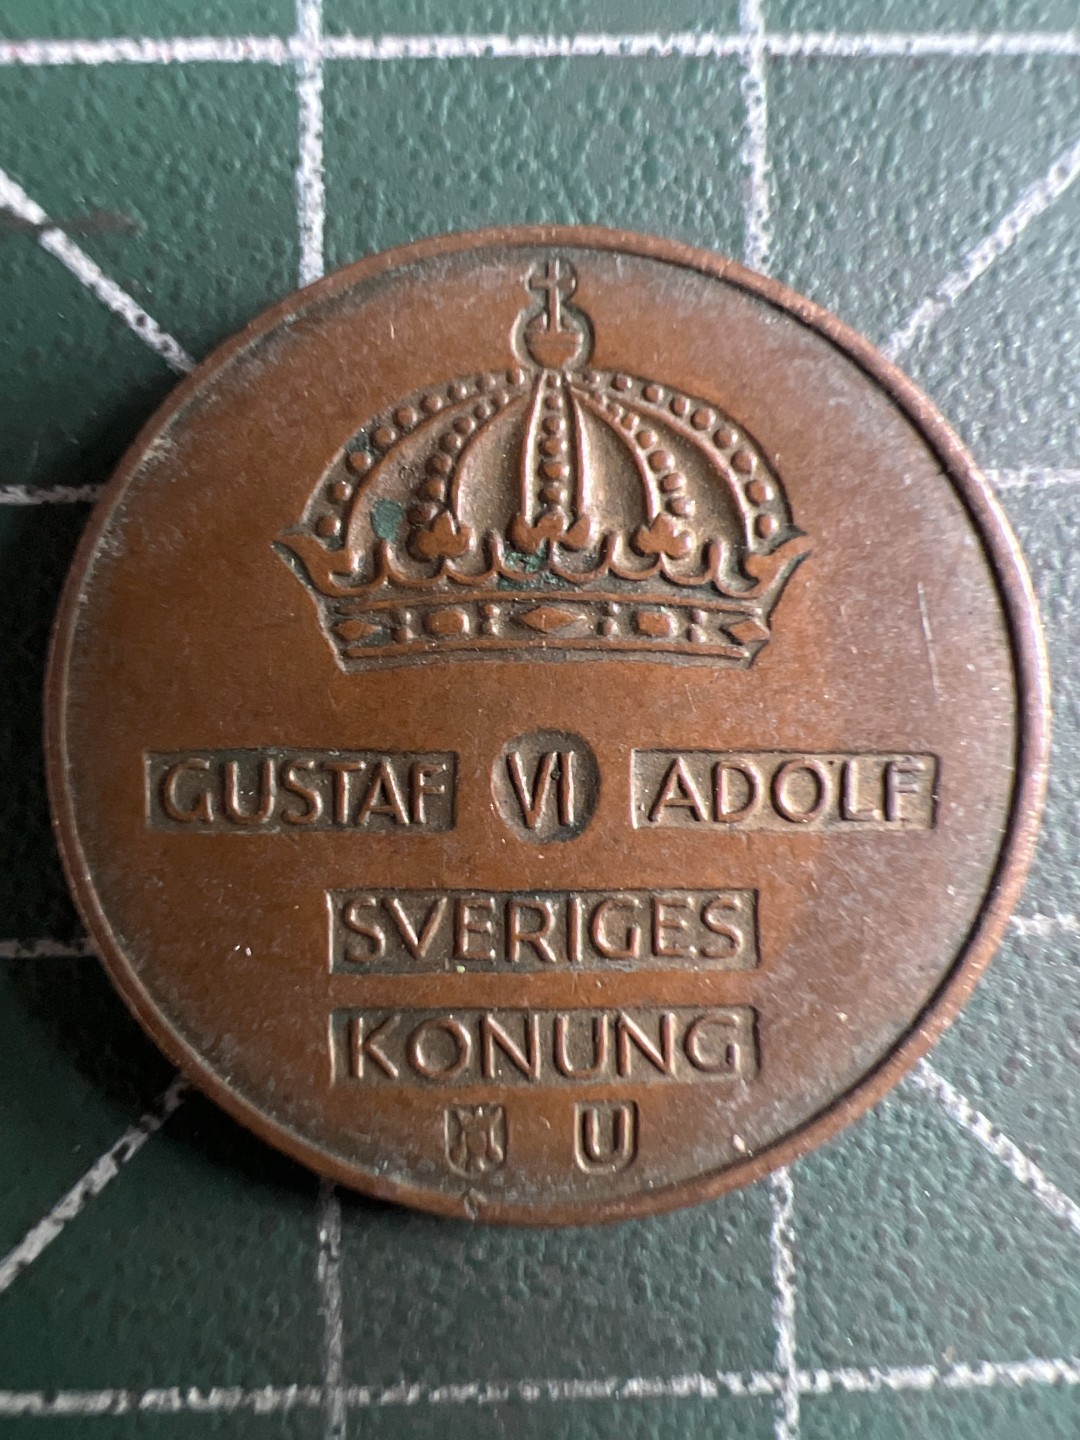 GUSTAF VI ADOLF
SVERIGES
KONUNG
U